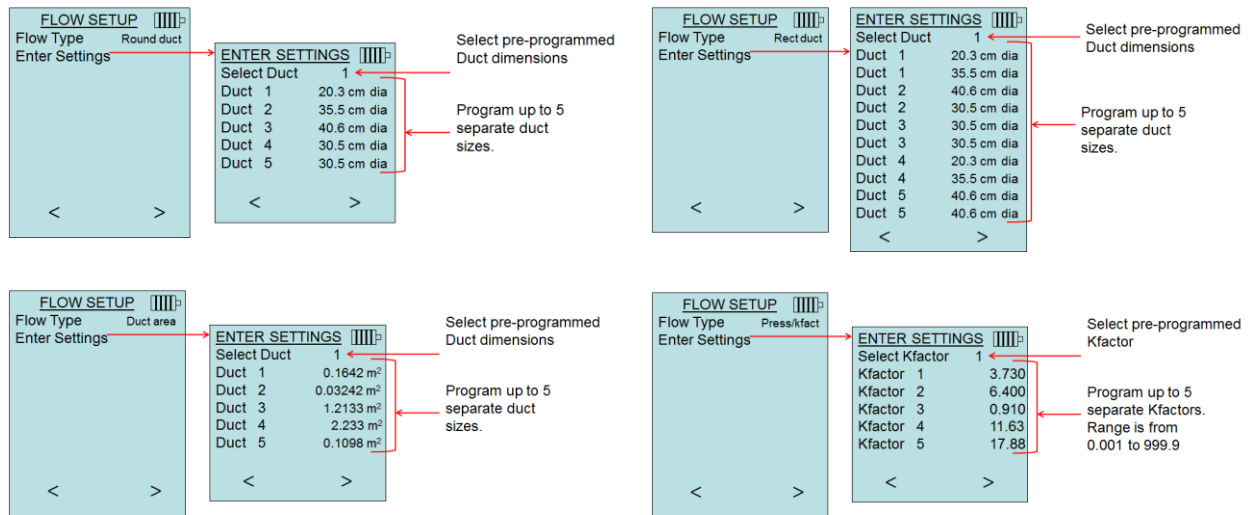 FLOW SETUP
Flow Type Round duct
Enter Settings
ENTER SETTINGS
Select Duct 1
Duct 1 20.3 cm dia
Duct 2 35.5 cm dia
Duct 3 40.6 cm dia
Duct 4 30.5 cm dia
Duct 5 30.5 cm dia
< >
< >
Select pre-programmed
Duct dimensions
Program up to 5
separate duct
sizes.
FLOW SETUP
Flow Type Rect duct
Enter Settings
ENTER SETTINGS
Select Duct 1
Duct 1 20.3 cm dia
Duct 1 35.5 cm dia
Duct 2 40.6 cm dia
Duct 2 30.5 cm dia
Duct 3 30.5 cm dia
Duct 3 30.5 cm dia
Duct 4 20.3 cm dia
Duct 4 35.5 cm dia
Duct 5 40.6 cm dia
Duct 5 40.6 cm dia
< >
< >
Select pre-programmed
Duct dimensions
Program up to 5
separate duct
sizes.
FLOW SETUP
Flow Type Duct area
Enter Settings
ENTER SETTINGS
Select Duct 1
Duct 1 0.1642 m²
Duct 2 0.03242 m²
Duct 3 1.2133 m²
Duct 4 2.233 m²
Duct 5 0.1098 m²
< >
< >
Select pre-programmed
Duct dimensions
Program up to 5
separate duct
sizes.
FLOW SETUP
Flow Type Press/kfact
Enter Settings
ENTER SETTINGS
Select Kfactor 1
Kfactor 1 3.730
Kfactor 2 6.400
Kfactor 3 0.910
Kfactor 4 11.63
Kfactor 5 17.88
< >
< >
Select pre-programmed
Kfactor
Program up to 5
separate Kfactors.
Range is from
0.001 to 999.9